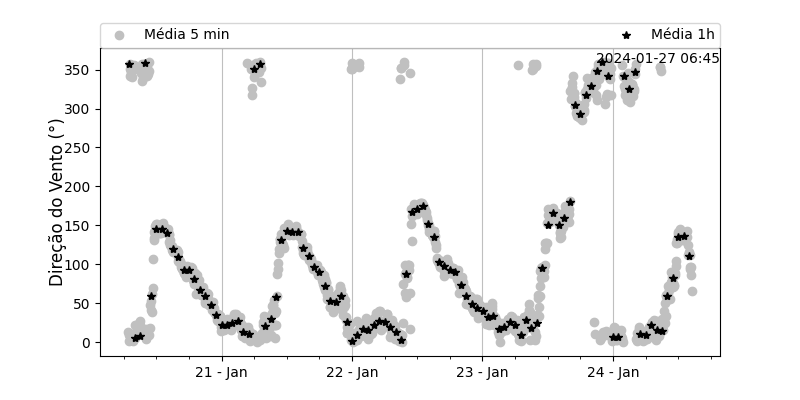 Média 5 min
Média 1h
2024-01-27 06:45
Direção do Vento (°)
350
300
250
200
150
100
50
0
21 - Jan
22 - Jan
23 - Jan
24 - Jan